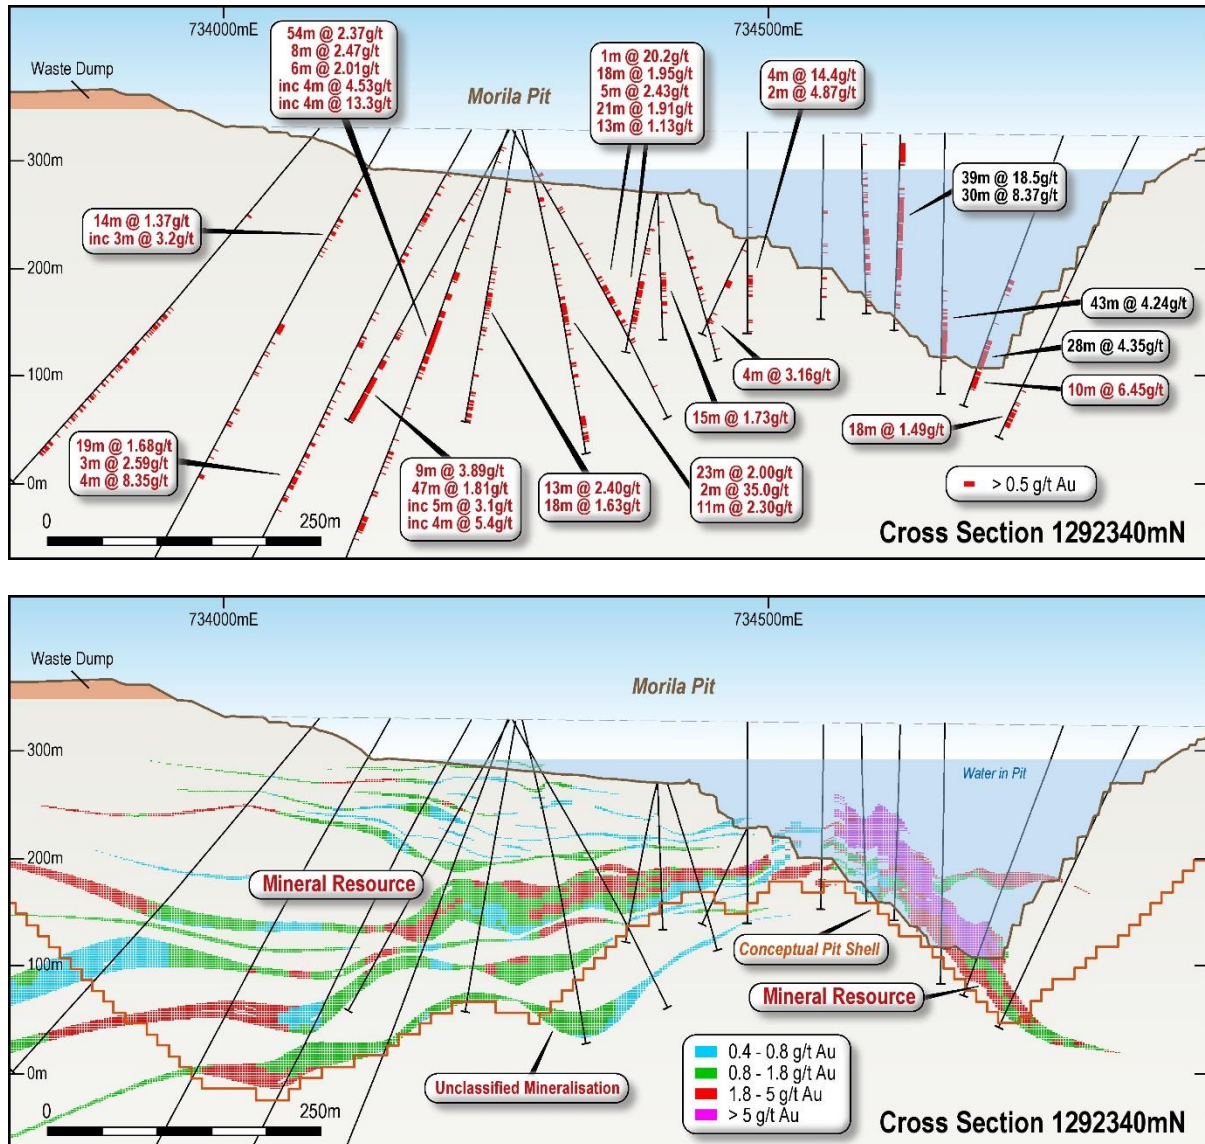 734000mE
734500mE
Waste Dump
Morila Pit
54m @ 2.37g/t
8m @ 2.47g/t
6m @ 2.01g/t
inc 4m @ 4.53g/t
inc 4m @ 13.3g/t
1m @ 20.2g/t
18m @ 1.95g/t
5m @ 2.43g/t
21m @ 1.91g/t
13m @ 1.13g/t
4m @ 14.4g/t
2m @ 4.87g/t
300m
39m @ 18.5g/t
30m @ 8.37g/t
14m @ 1.37g/t
inc 3m @ 3.2g/t
200m
43m @ 4.24g/t
28m @ 4.35g/t
100m
4m @ 3.16g/t
10m @ 6.45g/t
15m @ 1.73g/t
18m @ 1.49g/t
19m @ 1.68g/t
3m @ 2.59g/t
4m @ 8.35g/t
9m @ 3.89g/t
47m @ 1.81g/t
inc 5m @ 3.1g/t
inc 4m @ 5.4g/t
13m @ 2.40g/t
18m @ 1.63g/t
23m @ 2.00g/t
2m @ 35.0g/t
11m @ 2.30g/t
> 0.5 g/t Au
0m
0
250m
Cross Section 1292340mN
734000mE
734500mE
Waste Dump
Morila Pit
300m
Water in Pit
200m
Mineral Resource
Conceptual Pit Shell
100m
Mineral Resource
0m
Unclassified Mineralisation
0.4 - 0.8 g/t Au
0.8 - 1.8 g/t Au
1.8 - 5 g/t Au
> 5 g/t Au
0
250m
Cross Section 1292340mN